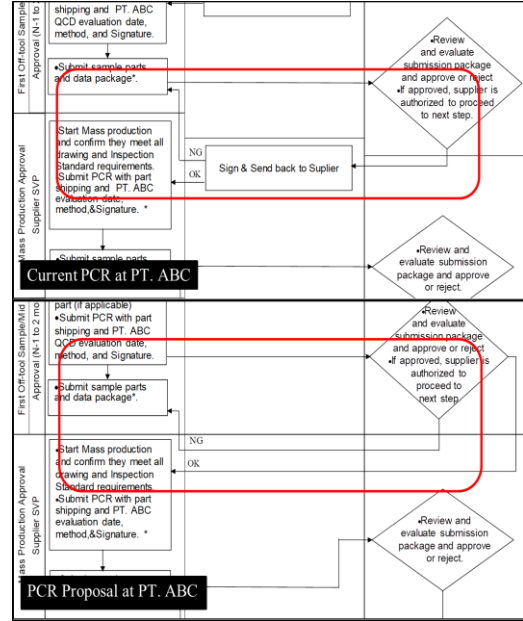 First Off-tool Sample
Approval (N-1 to
shipping and PT. ABC
QCD evaluation date,
method, and Signature.
•Submit sample parts
and data package*.
•Review
and evaluate
submission package
and approve or reject
•If approved, supplier is
authorized to proceed
to next step.
Mass Production Approval
Supplier SVP
•Start Mass production
and confirm they meet all
drawing and Inspection
Standard requirements.
•Submit PCR with part
shipping and PT. ABC
evaluation date,
method,&Signature. *
NG
OK
Sign & Send back to Suplier
•Submit sample parts
•Review and
evaluate submission
package and approve
or reject.
Current PCR at PT. ABC
First Off-tool Sample/Mid
Approval (N-1 to 2 mo
part (if applicable)
•Submit PCR with part
shipping and PT. ABC
QCD evaluation date,
method, and Signature.
•Submit sample parts
and data package*.
•Review
and evaluate
submission package
and approve or reject
•If approved, supplier is
authorized to
proceed to
next step
NG
OK
Mass Production Approval
Supplier SVP
•Start Mass production
and confirm they meet all
drawing and Inspection
Standard requirements
•Submit PCR with part
shipping and PT. ABC
evaluation date,
method,&Signature. *
•Review and
evaluate submission
package and approve
or reject.
PCR Proposal at PT. ABC